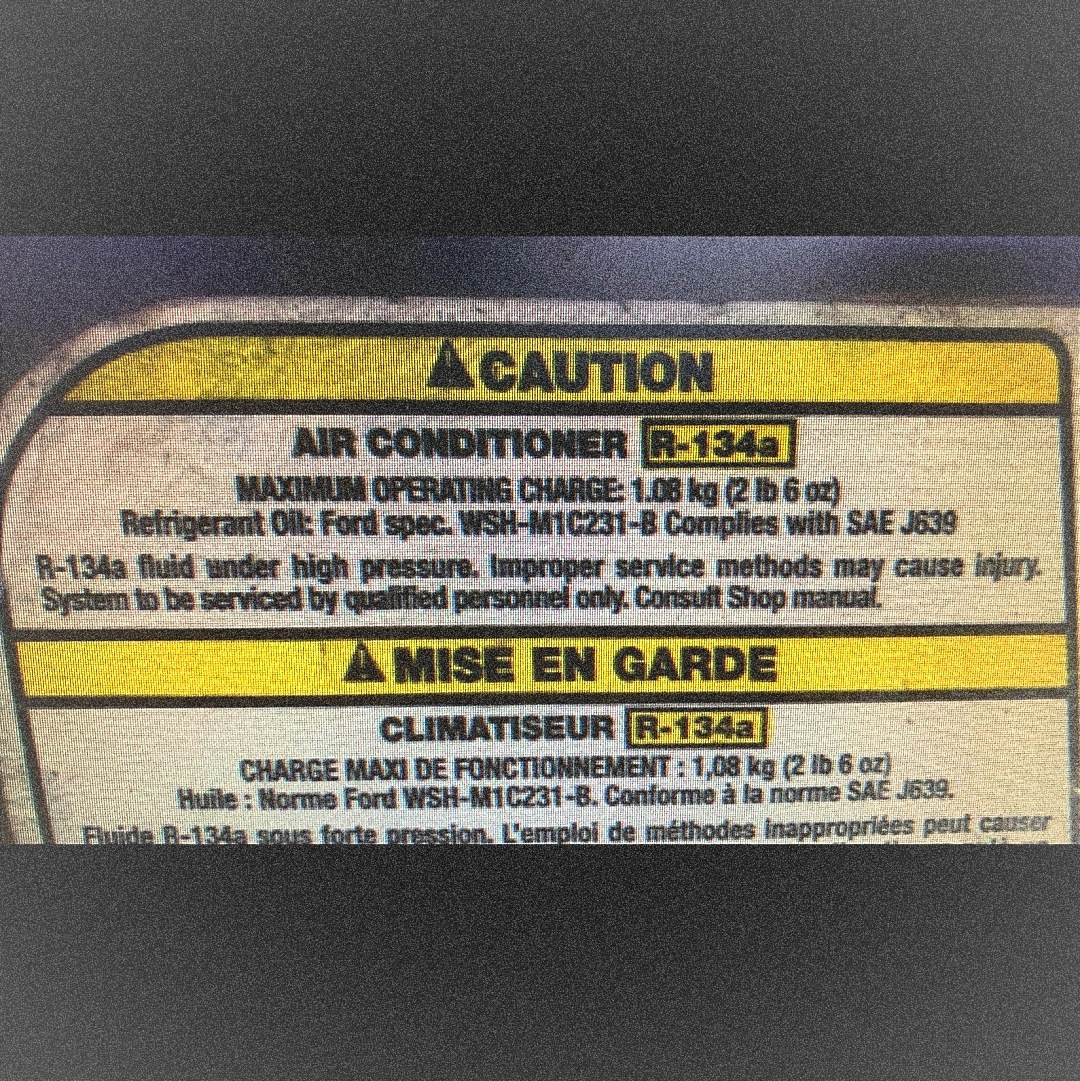 CAUTION
AIR CONDITIONER R-134a
MAXIMUM OPERATING CHARGE: 1.08 kg (2 lb 6 oz)
Refrigerant Oil: Ford spec. WSH-M1C231-B Complies with SAE J639
R-134a fluid under high pressure. Improper service methods may cause injury.
System to be serviced by qualified personnel only. Consult Shop manual.
MISE EN GARDE
CLIMATISEUR R-134a
CHARGE MAXI DE FONCTIONNEMENT : 1,08 kg (2 lb 6 oz)
Huile : Norme Ford WSH-M1C231-B. Conforme à la norme SAE J639.
Fluide R-134a sous forte pression. L'emploi de méthodes inappropriées peut causer